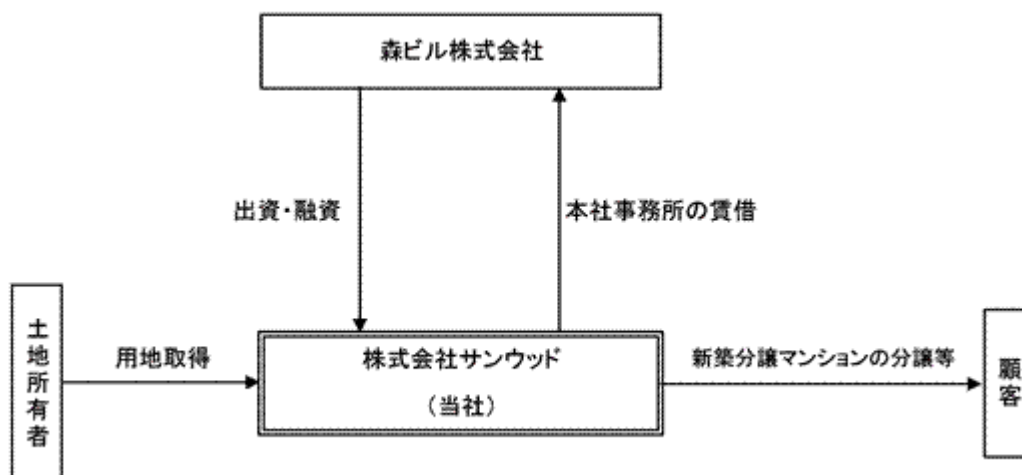 森ビル株式会社
出資・融資
本社事務所の賃借
土地所有者
用地取得
株式会社サンウッド
（当社）
新築分譲マンションの分譲等
顧客